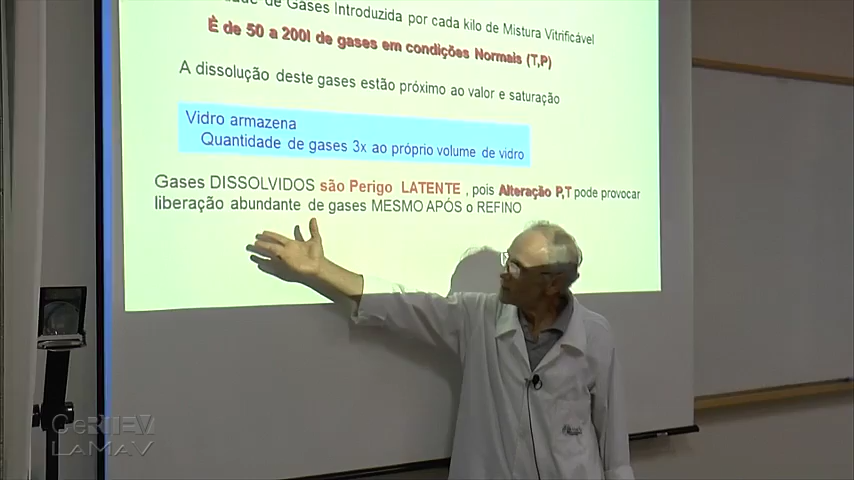 de Gases Introduzida por cada kilo de Mistura Vitrificável
È de 50 a 200l de gases em condições Normais (T,P)
A dissolução deste gases estão próximo ao valor e saturação
Vidro armazena
Quantidade de gases 3x ao próprio volume de vidro
Gases DISSOLVIDOS são Perigo LATENTE , pois Alteração P,T pode provocar
liberação abundante de gases MESMO APÓS o REFINO
CeRTEV
LaMaV